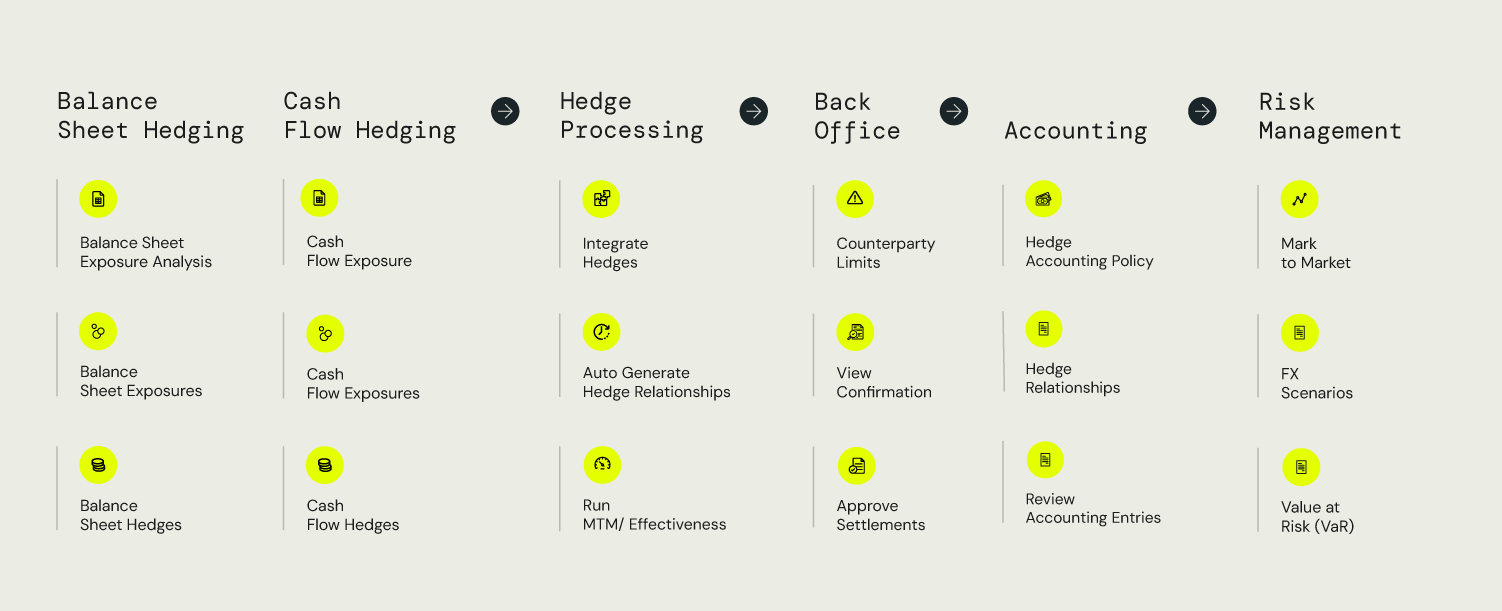 Balance
Sheet Hedging
Balance Sheet
Exposure Analysis
Balance
Sheet Exposures
Balance
Sheet Hedges
Cash
Flow Hedging
Cash
Flow Exposure
Cash
Flow Exposures
Cash
Flow Hedges
Hedge
Processing
Integrate
Hedges
Auto Generate
Hedge Relationships
Run
MTM/ Effectiveness
Back
Office
Counterparty
Limits
View
Confirmation
Approve
Settlements
Accounting
Hedge
Accounting Policy
Hedge
Relationships
Review
Accounting Entries
Risk
Management
Mark
to Market
FX
Scenarios
Value at
Risk (VaR)